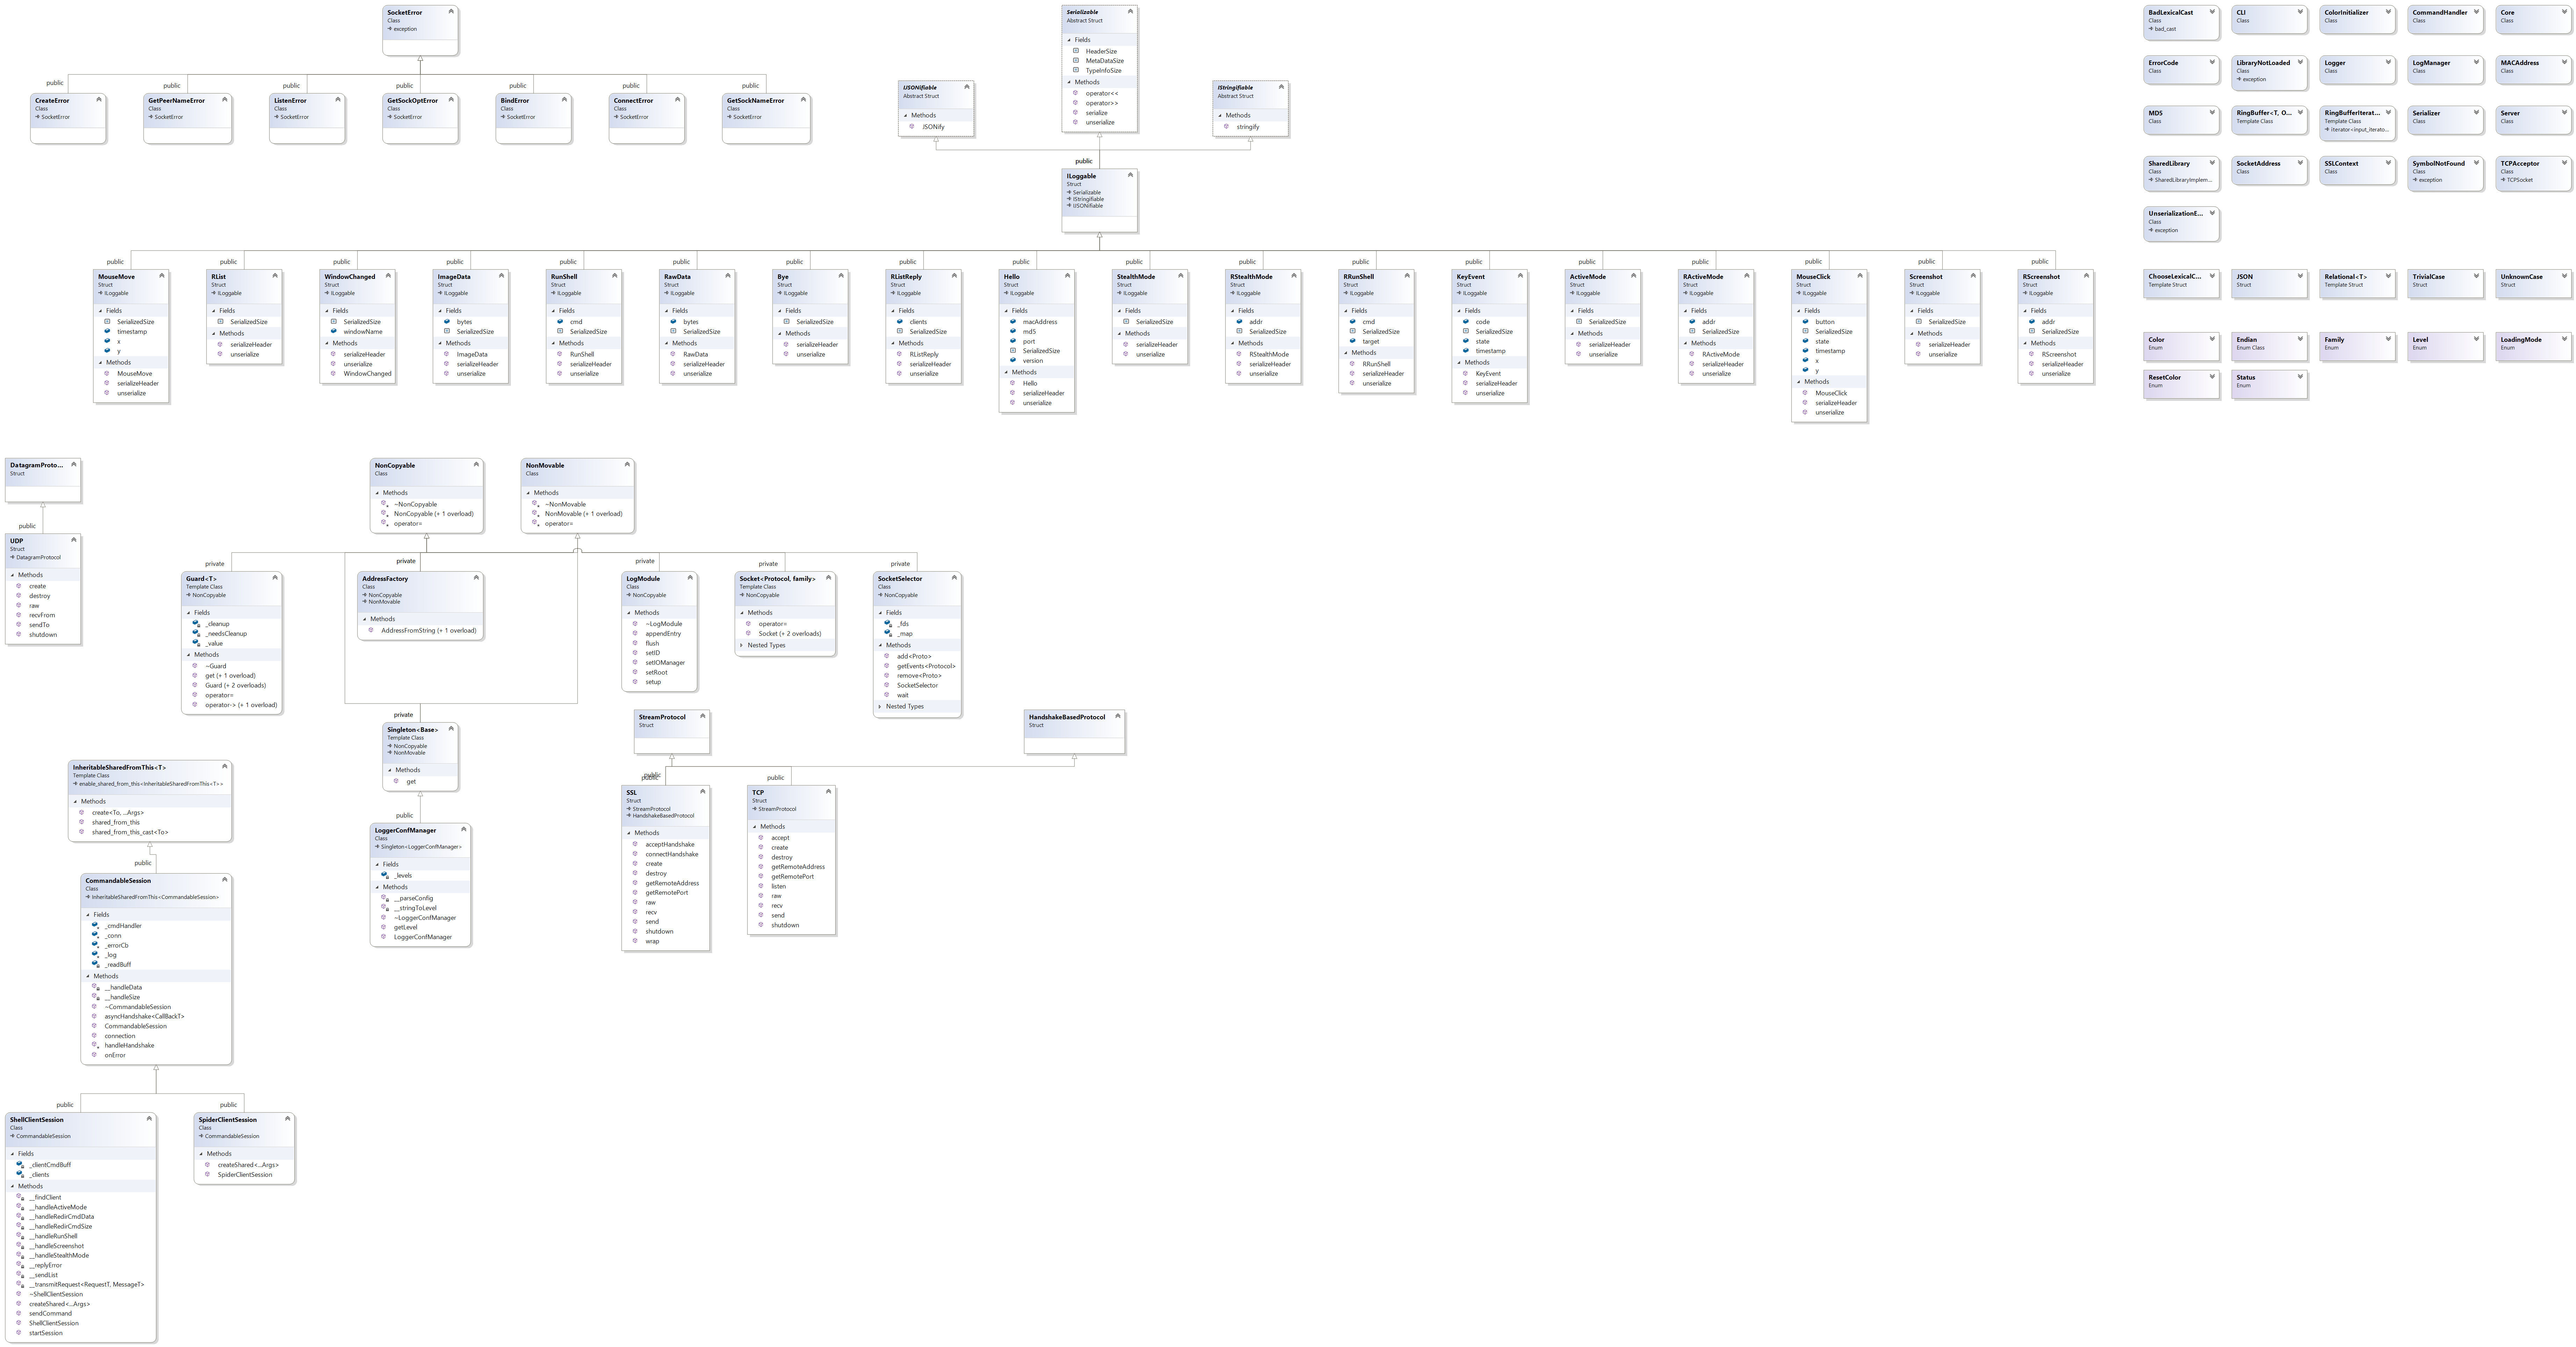 SocketError
Class
exception
public
public
public
public
public
public
public
CreateError
Class
SocketError
GetPeerNameError
Class
SocketError
ListenError
Class
SocketError
GetSockOptError
Class
SocketError
BindError
Class
SocketError
ConnectError
Class
SocketError
GetSockNameError
Class
SocketError
Serializable
Abstract Struct
Fields
HeaderSize
MetaDataSize
TypeInfoSize
Methods
operator<<
operator>>
serialize
unserialize
IJSONifiable
Abstract Struct
Methods
JSONify
IStringifiable
Abstract Struct
Methods
stringify
public
ILoggable
Struct
Serializable
IStringifiable
IJSONifiable
BadLexicalCast
Class
bad_cast
CLI
Class
ColorInitializer
Class
CommandHandler
Class
Core
Class
ErrorCode
Class
LibraryNotLoaded
Class
exception
Logger
Class
LogManager
Class
MACAddress
Class
MD5
Class
RingBuffer<T, O...
Template Class
RingBufferIterat...
Template Class
iterator<input_iterato...
Serializer
Class
Server
Class
SharedLibrary
Class
SharedLibraryImplem...
SocketAddress
Class
SSLContext
Class
SymbolNotFound
Class
exception
TCPAcceptor
Class
TCPSocket
UnserializationE...
Class
exception
ChooseLexicalC...
Template Struct
JSON
Struct
Relational<T>
Template Struct
TrivialCase
Struct
UnknownCase
Struct
Color
Enum
Endian
Enum Class
Family
Enum
Level
Enum
LoadingMode
Enum
ResetColor
Enum
Status
Enum
public
MouseMove
Struct
ILoggable
Fields
SerializedSize
timestamp
x
y
Methods
MouseMove
serializeHeader
unserialize
public
RList
Struct
ILoggable
Fields
SerializedSize
Methods
serializeHeader
unserialize
public
WindowChanged
Struct
ILoggable
Fields
SerializedSize
windowName
Methods
serializeHeader
unserialize
WindowChanged
public
ImageData
Struct
ILoggable
Fields
bytes
SerializedSize
Methods
ImageData
serializeHeader
unserialize
public
RunShell
Struct
ILoggable
Fields
cmd
SerializedSize
Methods
RunShell
serializeHeader
unserialize
public
RawData
Struct
ILoggable
Fields
bytes
SerializedSize
Methods
RawData
serializeHeader
unserialize
public
Bye
Struct
ILoggable
Fields
SerializedSize
Methods
serializeHeader
unserialize
public
RListReply
Struct
ILoggable
Fields
clients
SerializedSize
Methods
RListReply
serializeHeader
unserialize
public
Hello
Struct
ILoggable
Fields
macAddress
md5
port
SerializedSize
version
Methods
Hello
serializeHeader
unserialize
public
StealthMode
Struct
ILoggable
Fields
SerializedSize
Methods
serializeHeader
unserialize
public
RStealthMode
Struct
ILoggable
Fields
addr
SerializedSize
Methods
RStealthMode
serializeHeader
unserialize
public
RRunShell
Struct
ILoggable
Fields
cmd
SerializedSize
target
Methods
RRunShell
serializeHeader
unserialize
public
KeyEvent
Struct
ILoggable
Fields
code
SerializedSize
state
timestamp
Methods
KeyEvent
serializeHeader
unserialize
public
ActiveMode
Struct
ILoggable
Fields
SerializedSize
Methods
serializeHeader
unserialize
public
RActiveMode
Struct
ILoggable
Fields
addr
SerializedSize
Methods
RActiveMode
serializeHeader
unserialize
public
MouseClick
Struct
ILoggable
Fields
button
SerializedSize
state
timestamp
x
y
Methods
MouseClick
serializeHeader
unserialize
public
Screenshot
Struct
ILoggable
Fields
SerializedSize
Methods
serializeHeader
unserialize
public
RScreenshot
Struct
ILoggable
Fields
addr
SerializedSize
Methods
RScreenshot
serializeHeader
unserialize
DatagramProto...
Struct
public
UDP
Struct
DatagramProtocol
Methods
create
destroy
raw
recvFrom
sendTo
shutdown
NonCopyable
Class
Methods
~NonCopyable
NonCopyable (+ 1 overload)
operator=
NonMovable
Class
Methods
~NonMovable
NonMovable (+ 1 overload)
operator=
private
Guard<T>
Template Class
NonCopyable
Fields
_cleanup
_needsCleanup
_value
Methods
~Guard
get (+ 1 overload)
Guard (+ 2 overloads)
operator=
operator-> (+ 1 overload)
private
AddressFactory
Class
NonCopyable
NonMovable
Methods
AddressFromString (+ 1 overload)
private
LogModule
Class
NonCopyable
Methods
~LogModule
appendEntry
flush
setID
setIOManager
setRoot
setup
private
Socket<Protocol, family>
Template Class
NonCopyable
Methods
operator=
Socket (+ 2 overloads)
Nested Types
private
SocketSelector
Class
NonCopyable
Fields
_fds
_map
Methods
add<Proto>
getEvents<Protocol>
remove<Proto>
SocketSelector
wait
Nested Types
private
Singleton<Base>
Template Class
NonCopyable
NonMovable
Methods
get
public
LoggerConfManager
Class
Singleton<LoggerConfManager>
Fields
_levels
Methods
__parseConfig
__stringToLevel
~LoggerConfManager
getLevel
LoggerConfManager
StreamProtocol
Struct
HandshakeBasedProtocol
Struct
public
public
SSL
Struct
StreamProtocol
HandshakeBasedProtocol
Methods
acceptHandshake
connectHandshake
create
destroy
getRemoteAddress
getRemotePort
raw
recv
send
shutdown
wrap
public
TCP
Struct
StreamProtocol
Methods
accept
create
destroy
getRemoteAddress
getRemotePort
listen
raw
recv
send
shutdown
InheritableSharedFromThis<T>
Template Class
enable_shared_from_this<InheritableSharedFromThis<T>>
Methods
create<To, ...Args>
shared_from_this
shared_from_this_cast<To>
public
CommandableSession
Class
InheritableSharedFromThis<CommandableSession>
Fields
_cmdHandler
_conn
_errorCb
_log
_readBuff
Methods
__handleData
__handleSize
~CommandableSession
asyncHandshake<CallBackT>
CommandableSession
connection
handleHandshake
onError
public
ShellClientSession
Class
CommandableSession
Fields
_clientCmdBuff
_clients
Methods
__findClient
__handleActiveMode
__handleRedirCmdData
__handleRedirCmdSize
__handleRunShell
__handleScreenshot
__handleStealthMode
__replyError
__sendList
__transmitRequest<RequestT, MessageT>
~ShellClientSession
createShared<...Args>
sendCommand
ShellClientSession
startSession
public
SpiderClientSession
Class
CommandableSession
Methods
createShared<...Args>
SpiderClientSession